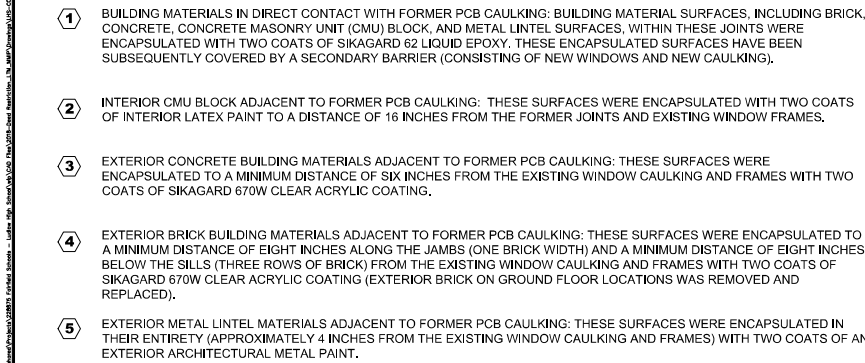 1 BUILDING MATERIALS IN DIRECT CONTACT WITH FORMER PCB CAULKING: BUILDING MATERIAL SURFACES, INCLUDING BRICK,
CONCRETE, CONCRETE MASONRY UNIT (CMU) BLOCK, AND METAL LINTEL SURFACES, WITHIN THESE JOINTS WERE
ENCAPSULATED WITH TWO COATS OF SIKAGARD 62 LIQUID EPOXY. THESE ENCAPSULATED SURFACES HAVE BEEN
SUBSEQUENTLY COVERED BY A SECONDARY BARRIER (CONSISTING OF NEW WINDOWS AND NEW CAULKING).
2 INTERIOR CMU BLOCK ADJACENT TO FORMER PCB CAULKING: THESE SURFACES WERE ENCAPSULATED WITH TWO COATS
OF INTERIOR LATEX PAINT TO A DISTANCE OF 16 INCHES FROM THE FORMER JOINTS AND EXISTING WINDOW FRAMES.
3 EXTERIOR CONCRETE BUILDING MATERIALS ADJACENT TO FORMER PCB CAULKING: THESE SURFACES WERE
ENCAPSULATED TO A MINIMUM DISTANCE OF SIX INCHES FROM THE EXISTING WINDOW CAULKING AND FRAMES WITH TWO
COATS OF SIKAGARD 670W CLEAR ACRYLIC COATING.
4 EXTERIOR BRICK BUILDING MATERIALS ADJACENT TO FORMER PCB CAULKING: THESE SURFACES WERE ENCAPSULATED TO
A MINIMUM DISTANCE OF EIGHT INCHES ALONG THE JAMBS (ONE BRICK WIDTH) AND A MINIMUM DISTANCE OF EIGHT INCHES
BELOW THE SILLS (THREE ROWS OF BRICK) FROM THE EXISTING WINDOW CAULKING AND FRAMES WITH TWO COATS OF
SIKAGARD 670W CLEAR ACRYLIC COATING (EXTERIOR BRICK ON GROUND FLOOR LOCATIONS WAS REMOVED AND
REPLACED).
5 EXTERIOR METAL LINTEL MATERIALS ADJACENT TO FORMER PCB CAULKING: THESE SURFACES WERE ENCAPSULATED IN
THEIR ENTIRETY (APPROXIMATELY 4 INCHES FROM THE EXISTING WINDOW CAULKING AND FRAMES) WITH TWO COATS OF AN
EXTERIOR ARCHITECTURAL METAL PAINT.